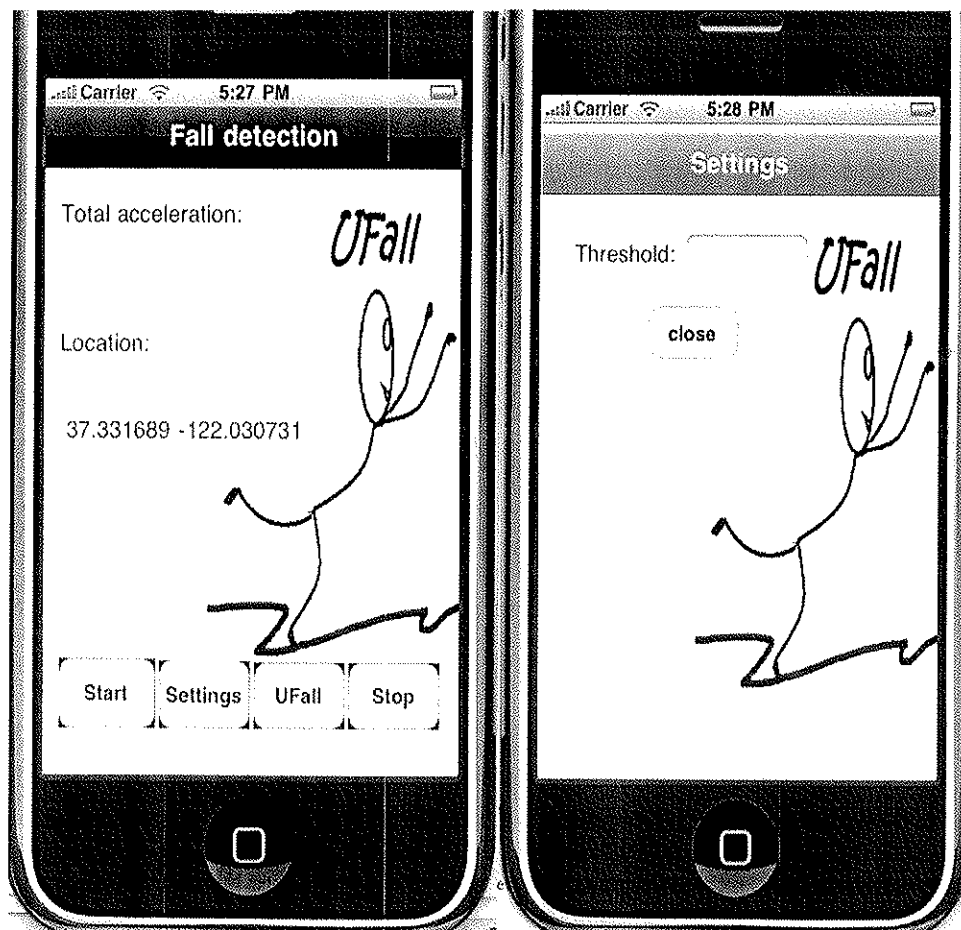 Carrier 5:27 PM
Fall detection
Total acceleration:
UFall
Location:
37.331689 -122.030731
Start Settings UFall Stop
Carrier 5:28 PM
Settings
Threshold:
UFall
close